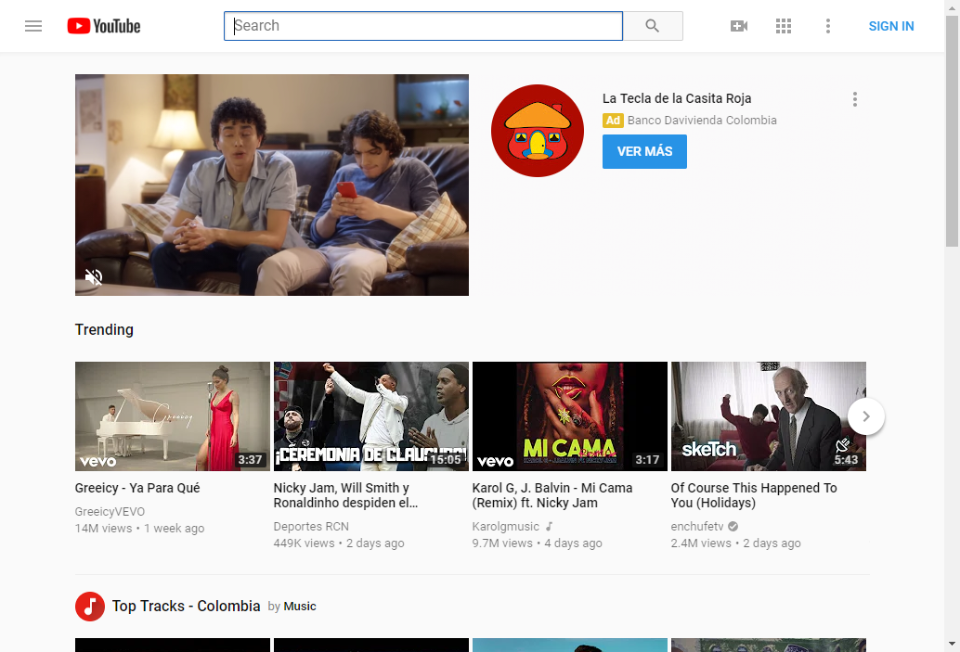 YouTube
Search
SIGN IN
La Tecla de la Casita Roja
Ad Banco Davivienda Colombia
VER MÁS
Trending
Greeicy
vevo
3:37
¡CEREMONIA DE CLAUSURA!
15:05
vevo
MI CAMA
3:17
skeTch
5:43
Greeicy - Ya Para Qué
GreeicyVEVO
14M views • 1 week ago
Nicky Jam, Will Smith y
Ronaldinho despiden el...
Deportes RCN
449K views • 2 days ago
Karol G, J. Balvin - Mi Cama
(Remix) ft. Nicky Jam
Karolgmusic
9.7M views • 4 days ago
Of Course This Happened To
You (Holidays)
enchufetv
2.4M views • 2 days ago
Top Tracks - Colombia by Music